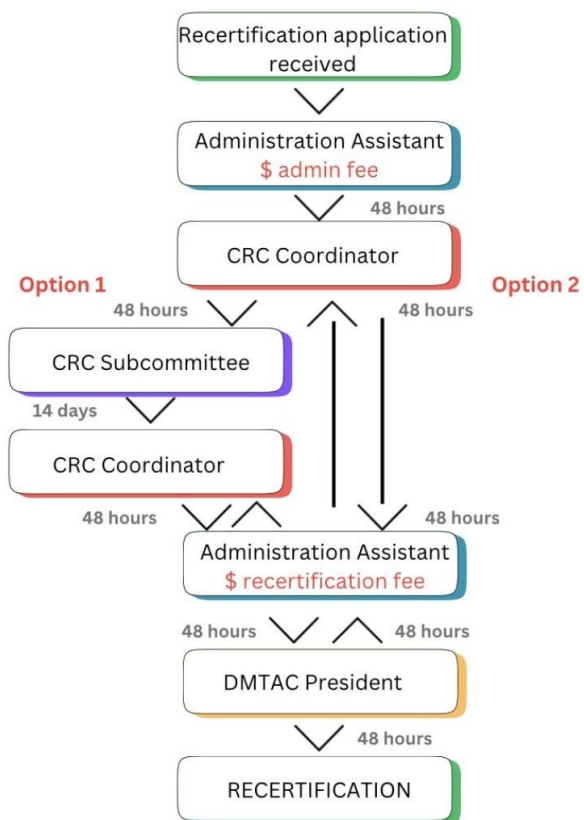 Recertification application
received
Administration Assistant
$ admin fee
48 hours
CRC Coordinator
Option 1
Option 2
48 hours
48 hours
CRC Subcommittee
14 days
CRC Coordinator
48 hours
48 hours
Administration Assistant
$ recertification fee
48 hours
48 hours
DMTAC President
48 hours
RECERTIFICATION